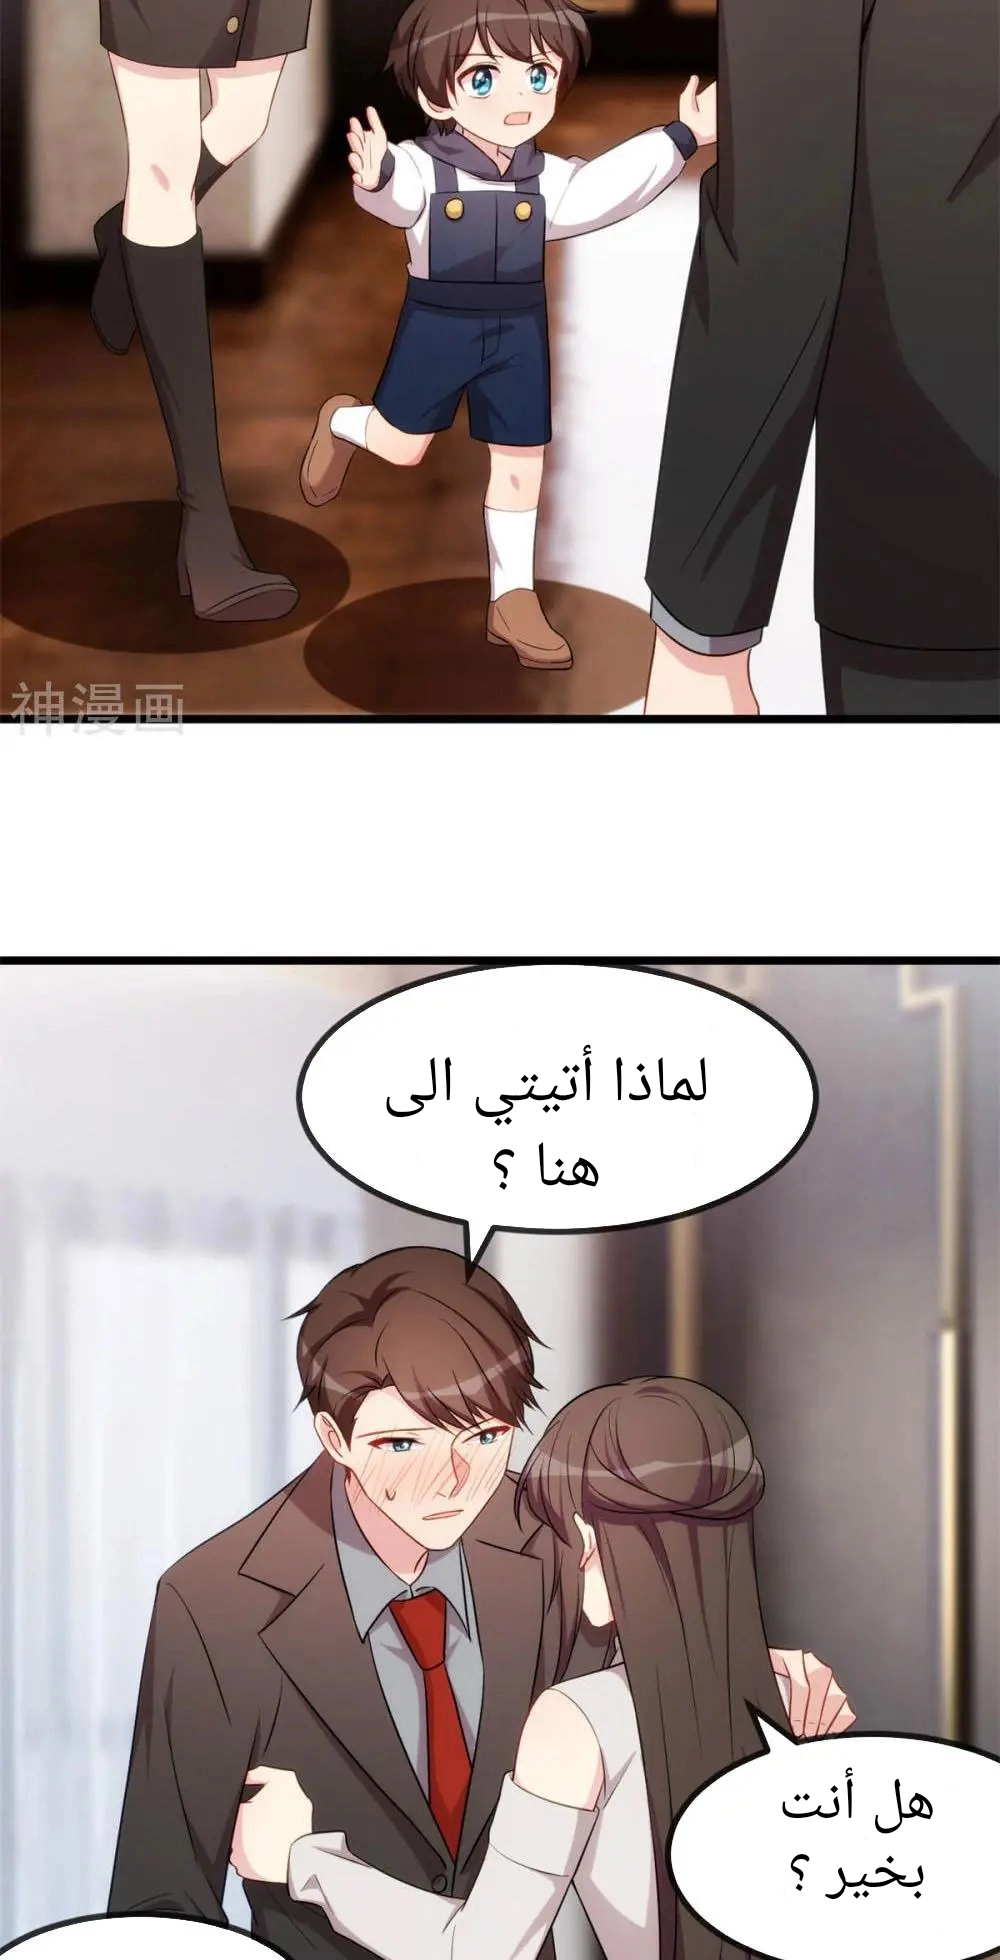 神漫画
لماذا أتيتي الى
هنا ؟
هل أنت
بخير ؟